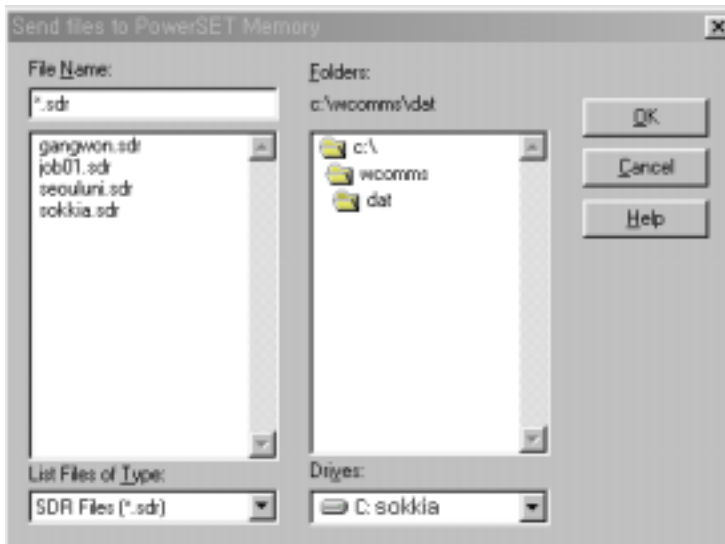 Send files to PowerSET Memory
File Name:
*.sdr
gangwon.sdr
job01.sdr
seouluni.sdr
sokkia.sdr
List Files of Type:
SDR Files (*.sdr)
Folders:
c:\wcomms\dat
c:\
wcomms
dat
Drives:
C: sokkia
OK
Cancel
Help